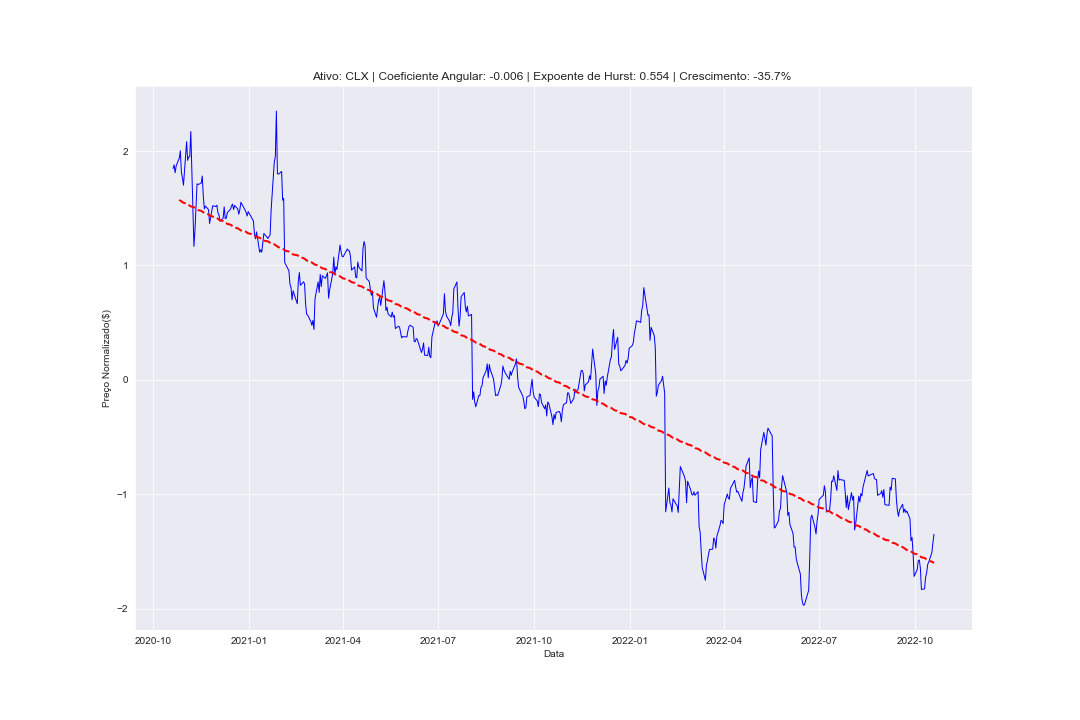 Ativo: CLX | Coeficiente Angular: -0.006 | Expoente de Hurst: 0.554 | Crescimento: -35.7%
Preço Normalizado($)
2
1
0
−1
−2
2020-10 2021-01 2021-04 2021-07 2021-10 2022-01 2022-04 2022-07 2022-10
Data